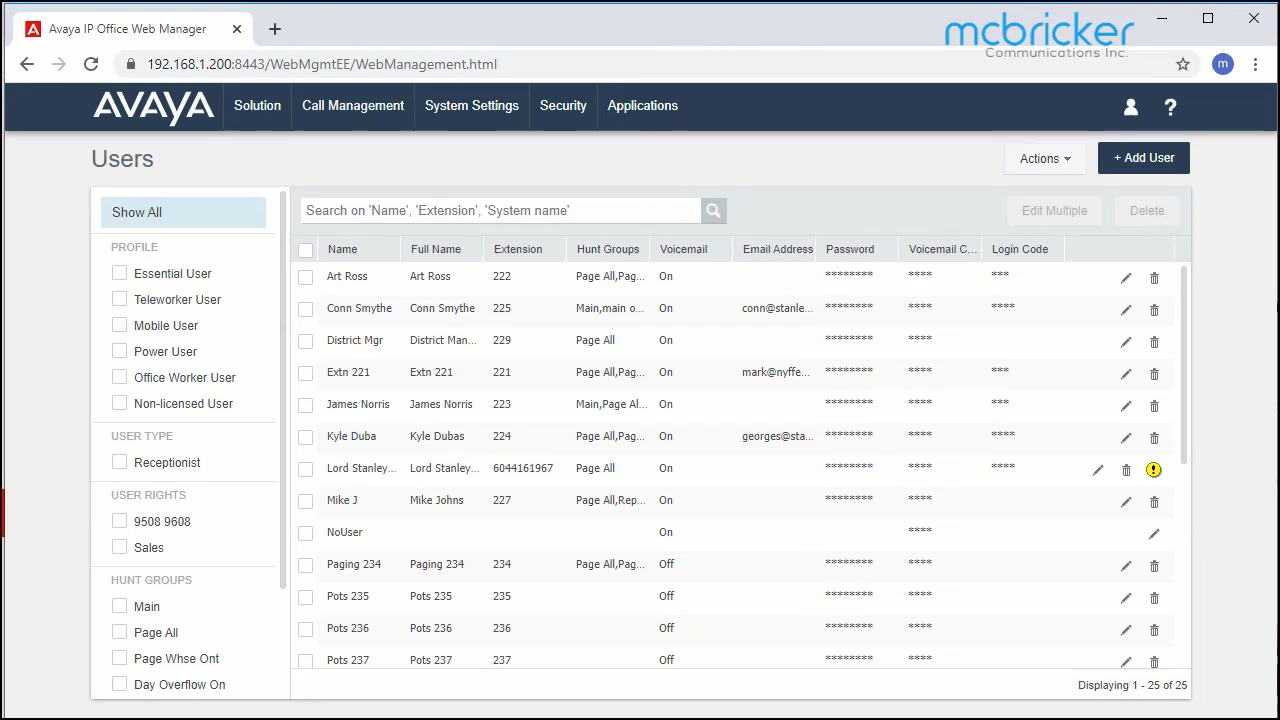 Avaya IP Office Web Manager
mcbricker
Communications Inc.
192.168.1.200:8443/WebMgmtEE/WebManagement.html
m
AVAYA Solution Call Management System Settings Security Applications ?
Users
Actions + Add User
Show All
PROFILE
Essential User
Teleworker User
Mobile User
Power User
Office Worker User
Non-licensed User
USER TYPE
Receptionist
USER RIGHTS
9508 9608
Sales
HUNT GROUPS
Main
Page All
Page Whse Ont
Day Overflow On
Search on 'Name', 'Extension', 'System name'
Edit Multiple Delete
Name Full Name Extension Hunt Groups Voicemail Email Address Password Voicemail C... Login Code
Art Ross Art Ross 222 Page All,Pag... On ******** **** ***
Conn Smythe Conn Smythe 225 Main,main o... On conn@stanle... ******** **** ****
District Mgr District Man... 229 Page All On ******** ****
Extn 221 Extn 221 221 Page All,Pag... On mark@nyffe... ******** **** ***
James Norris James Norris 223 Main,Page Al... On ******** **** ***
Kyle Duba Kyle Dubas 224 Page All,Pag... On georges@sta... ******** **** ****
Lord Stanley... Lord Stanley... 6044161967 Page All On ******** **** ****
Mike J Mike Johns 227 Page All,Rep... On ******** ****
NoUser On ****
Paging 234 Paging 234 234 Page All,Pag... Off ******** ****
Pots 235 Pots 235 235 Off ******** ****
Pots 236 Pots 236 236 Off ******** ****
Pots 237 Pots 237 237 Off ******** ****
Displaying 1 - 25 of 25